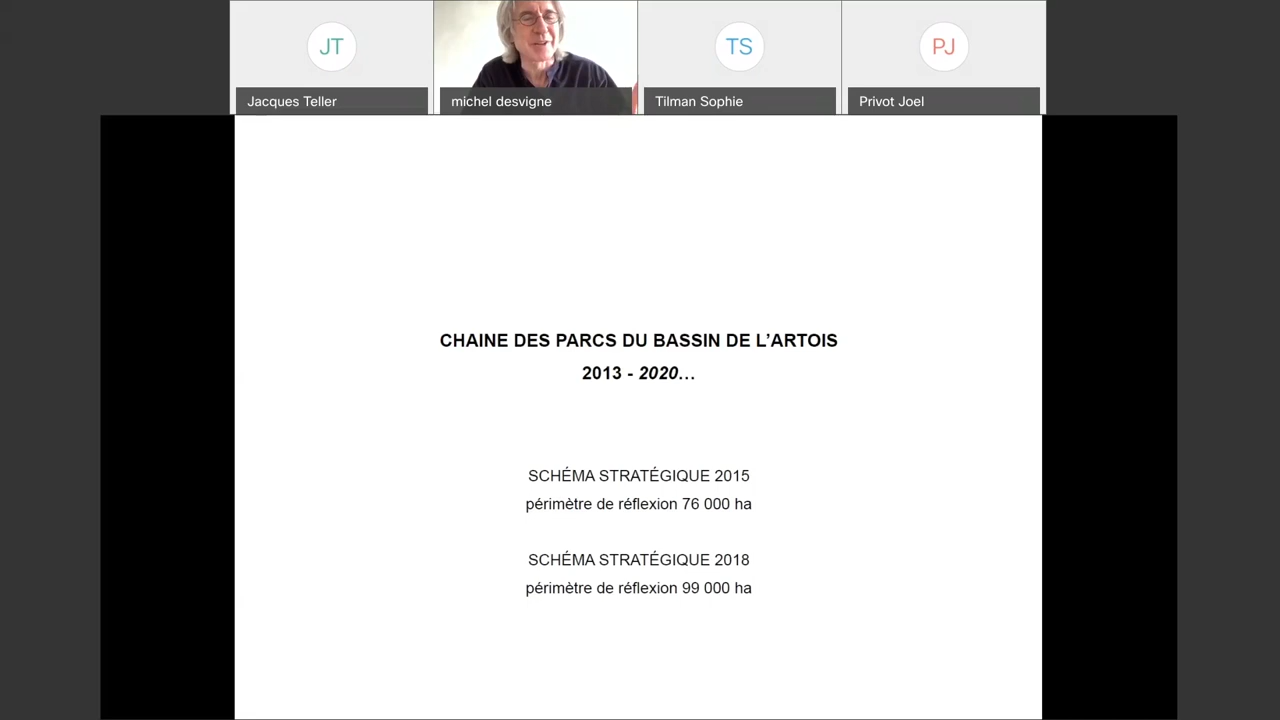 JT
TS
PJ
Jacques Teller
michel desvigne
Tilman Sophie
Privot Joel
CHAINE DES PARCS DU BASSIN DE L’ARTOIS
2013 - 2020…
SCHÉMA STRATÉGIQUE 2015
périmètre de réflexion 76 000 ha
SCHÉMA STRATÉGIQUE 2018
périmètre de réflexion 99 000 ha